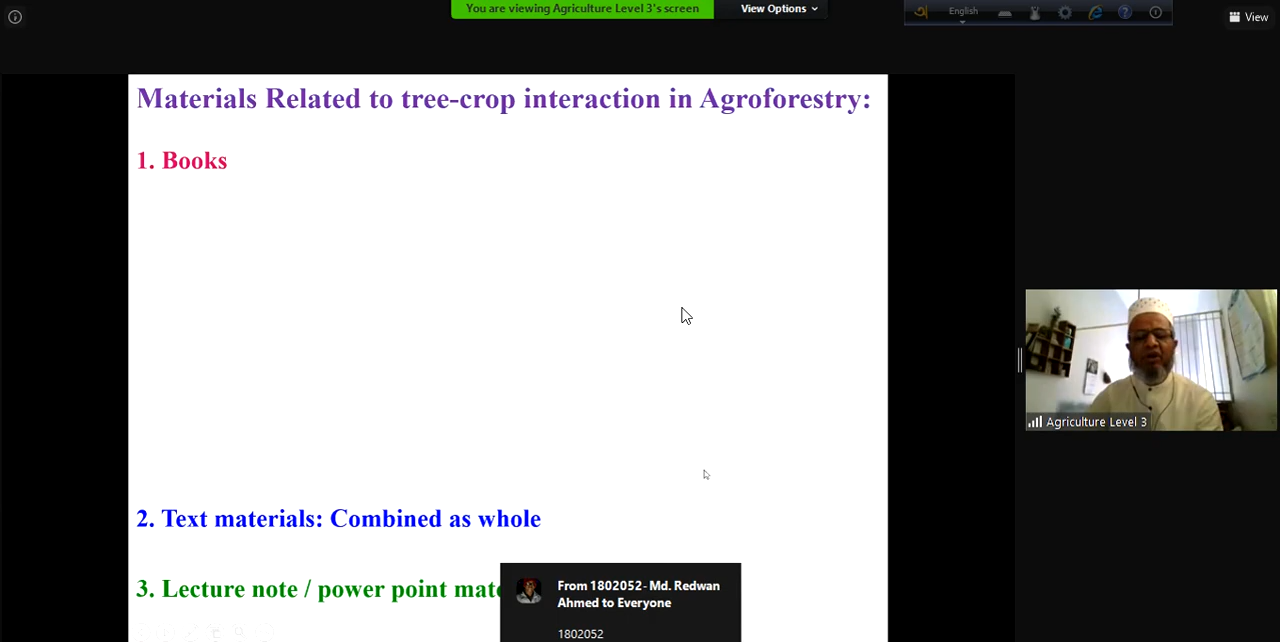 You are viewing Agriculture Level 3's screen
View Options
English
View
Materials Related to tree-crop interaction in Agroforestry:
1. Books
Agriculture Level 3
2. Text materials: Combined as whole
3. Lecture note / power point mate
From 1802052- Md. Redwan
Ahmed to Everyone
1802052